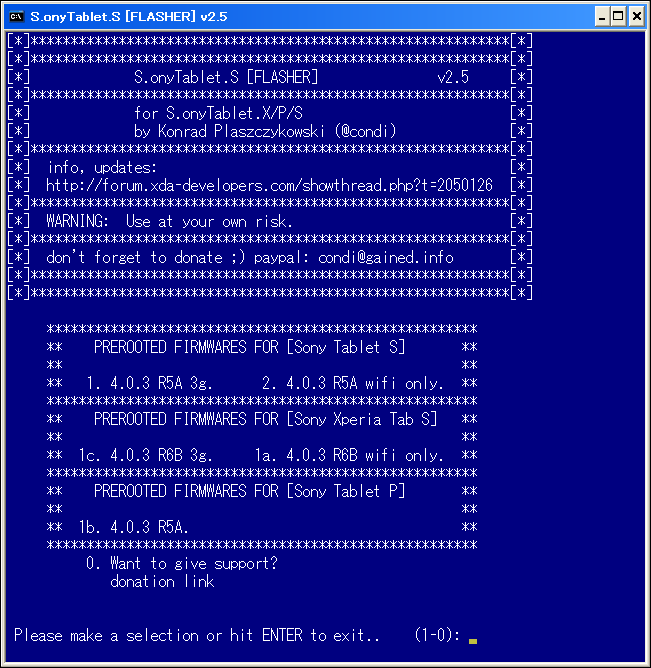 S.onyTablet.S [FLASHER] v2.5
[*]************************************************************[*]
[*]************************************************************[*]
[*]             S.onyTablet.S [FLASHER]               v2.5     [*]
[*]************************************************************[*]
[*]             for S.onyTablet.X/P/S                          [*]
[*]             by Konrad Plaszczykowski (@condi)              [*]
[*]************************************************************[*]
[*]  info, updates:                                            [*]
[*]  http://forum.xda-developers.com/showthread.php?t=2050126  [*]
[*]************************************************************[*]
[*]  WARNING:  Use at your own risk.                           [*]
[*]************************************************************[*]
[*]  don't forget to donate ;) paypal: condi@gained.info       [*]
[*]************************************************************[*]
[*]************************************************************[*]
******************************************************
**    PREROOTED FIRMWARES FOR [Sony Tablet S]       **
**                                                  **
**   1. 4.0.3 R5A 3g.      2. 4.0.3 R5A wifi only.  **
******************************************************
**    PREROOTED FIRMWARES FOR [Sony Xperia Tab S]   **
**                                                  **
**  1c. 4.0.3 R6B 3g.     1a. 4.0.3 R6B wifi only.  **
******************************************************
**    PREROOTED FIRMWARES FOR [Sony Tablet P]       **
**                                                  **
**  1b. 4.0.3 R5A.                                  **
******************************************************
0. Want to give support?
donation link
Please make a selection or hit ENTER to exit..    (1-0):